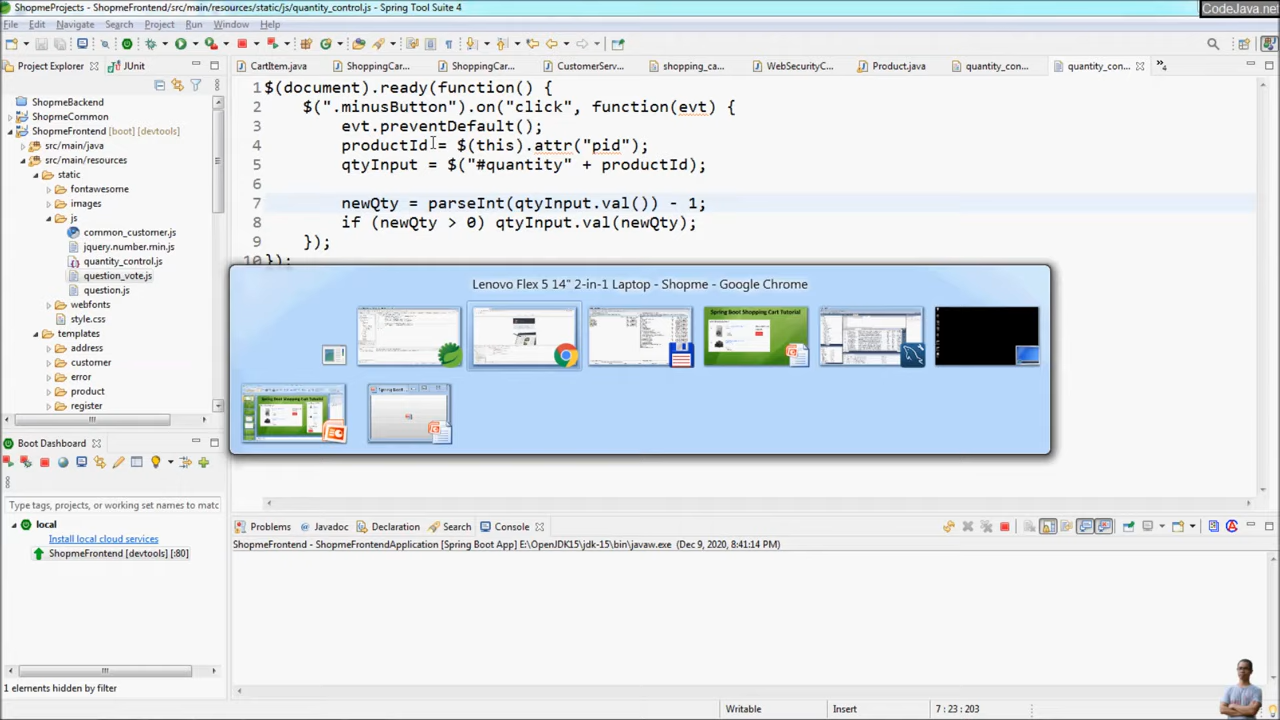 ShopmeProjects - ShopmeFrontend/src/main/resources/static/js/quantity_control.js - Spring Tool Suite 4
CodeJava.net
File Edit Navigate Search Project Run Window Help
Project Explorer JUnit
CartItem.java ShoppingCar... ShoppingCar... CustomerServ... shopping_ca... WebSecurityC... Product.java quantity_con... quantity_con... 4
ShopmeBackend
ShopmeCommon
ShopmeFrontend [boot] [devtools]
src/main/java
src/main/resources
static
fontawesome
images
js
common_customer.js
jquery.number.min.js
quantity_control.js
question_vote.js
question.js
webfonts
style.css
templates
address
customer
error
product
register
1 $(document).ready(function() {
2 $(".minusButton").on("click", function(evt) {
3 evt.preventDefault();
4 productId = $(this).attr("pid");
5 qtyInput = $("#quantity" + productId);
6
7 newQty = parseInt(qtyInput.val()) - 1;
8 if (newQty > 0) qtyInput.val(newQty);
9 });
10 });
Lenovo Flex 5 14" 2-in-1 Laptop - Shopme - Google Chrome
Spring Boot Shopping Cart Tutorial
Boot Dashboard
Type tags, projects, or working set names to matc
local
Install local cloud services
ShopmeFrontend [devtools] [:80]
1 elements hidden by filter
Problems Javadoc Declaration Search Console
ShopmeFrontend - ShopmeFrontendApplication [Spring Boot App] E:\OpenJDK15\jdk-15\bin\javaw.exe (Dec 9, 2020, 8:41:14 PM)
Writable Insert 7 : 23 : 203